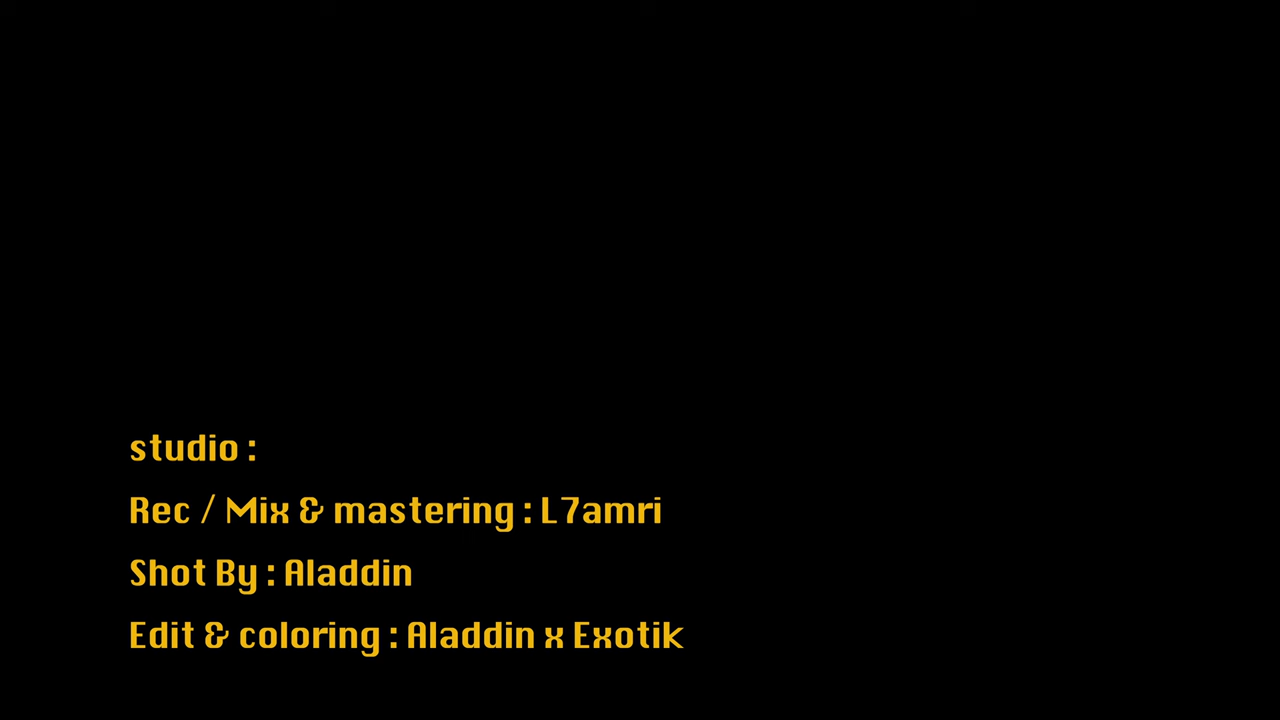 studio :
Rec / Mix & mastering : L7amri
Shot By : Aladdin
Edit & coloring : Aladdin x Exotik